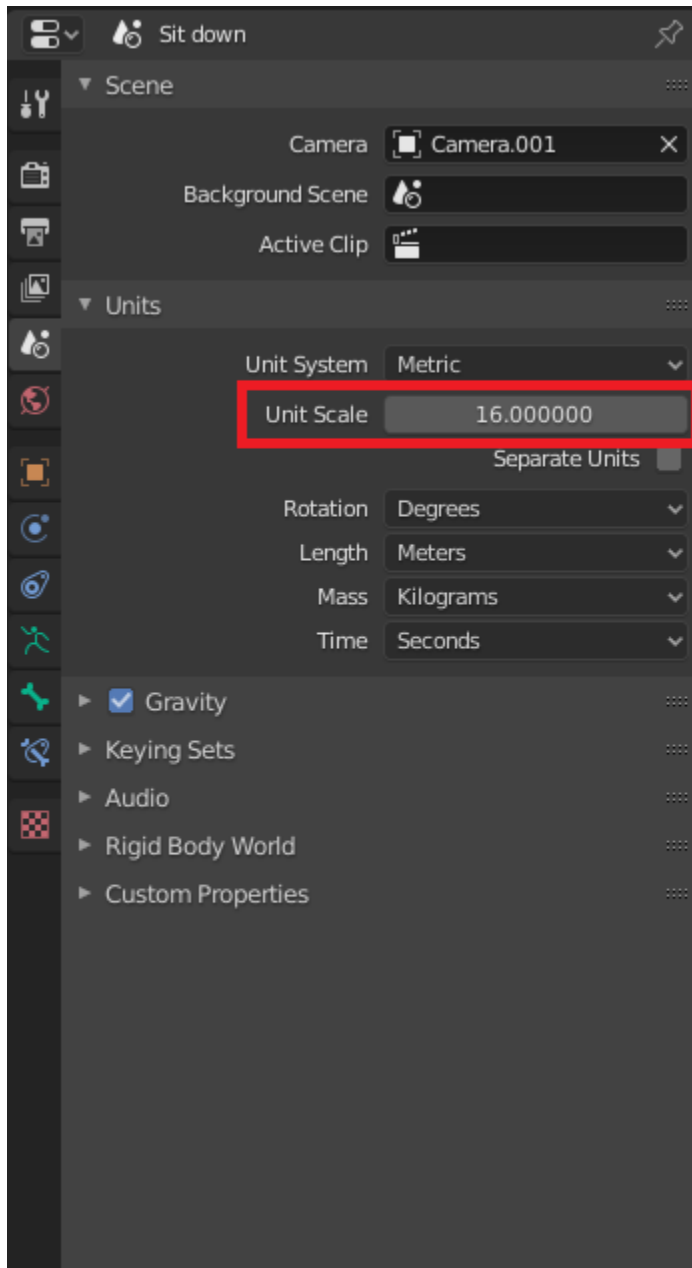 Sit down
Scene
Camera Camera.001
Background Scene
Active Clip
Units
Unit System Metric
Unit Scale 16.000000
Separate Units
Rotation Degrees
Length Meters
Mass Kilograms
Time Seconds
Gravity
Keying Sets
Audio
Rigid Body World
Custom Properties